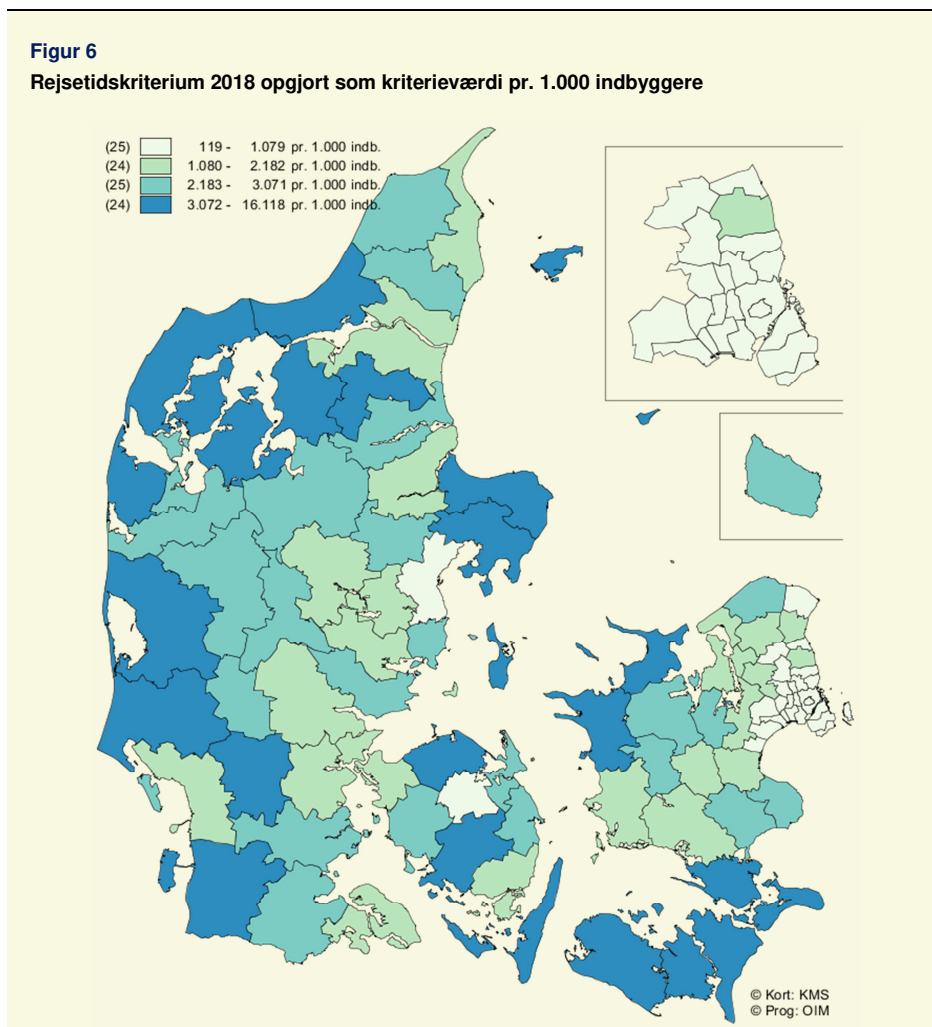 Figur 6
Rejsetidskriterium 2018 opgjort som kriterieværdi pr. 1.000 indbyggere
(25) 119 - 1.079 pr. 1.000 indb.
(24) 1.080 - 2.182 pr. 1.000 indb.
(25) 2.183 - 3.071 pr. 1.000 indb.
(24) 3.072 - 16.118 pr. 1.000 indb.
© Kort: KMS
© Prog: OIM